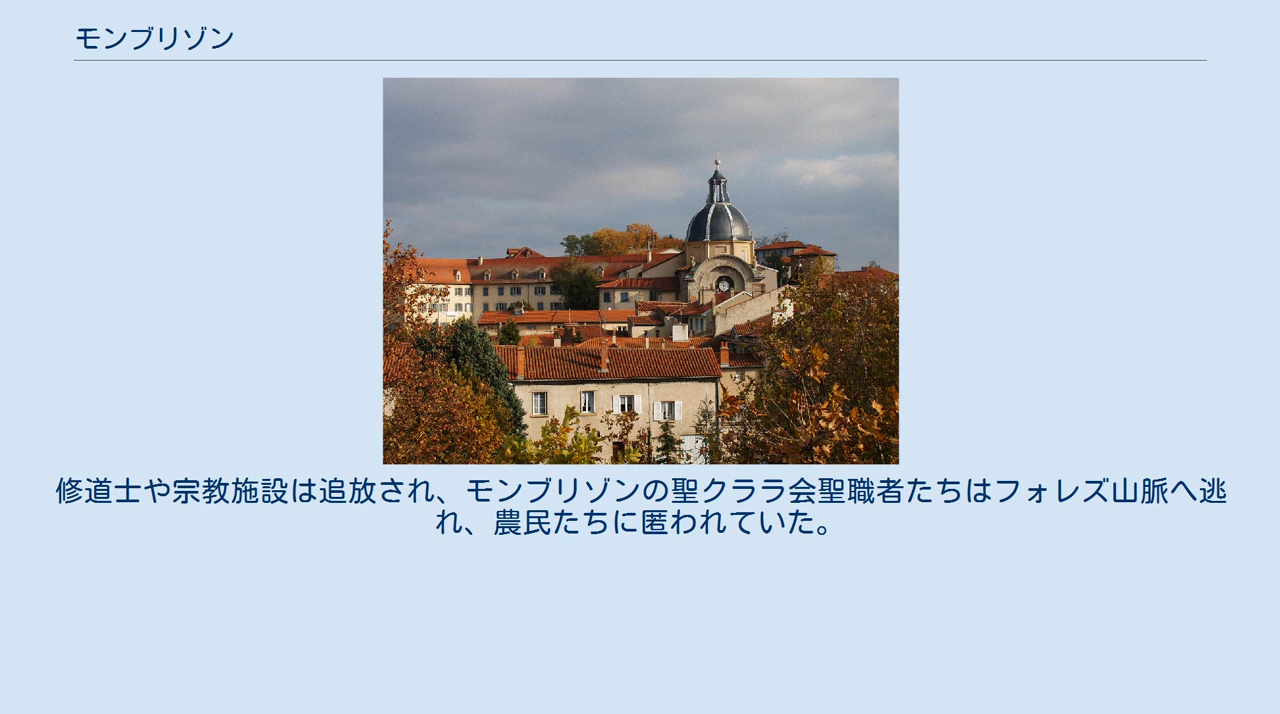 モンブリゾン
修道士や宗教施設は追放され、モンブリゾンの聖クララ会聖職者たちはフォレズ山脈へ逃
れ、農民たちに匿われていた。